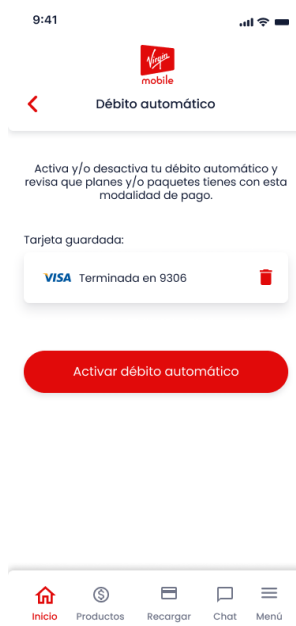 9:41
Virgin
mobile
Débito automático
Activa y/o desactiva tu débito automático y
revisa que planes y/o paquetes tienes con esta
modalidad de pago.
Tarjeta guardada:
VISA Terminada en 9306
Activar débito automático
Inicio Productos Recargar Chat Menú